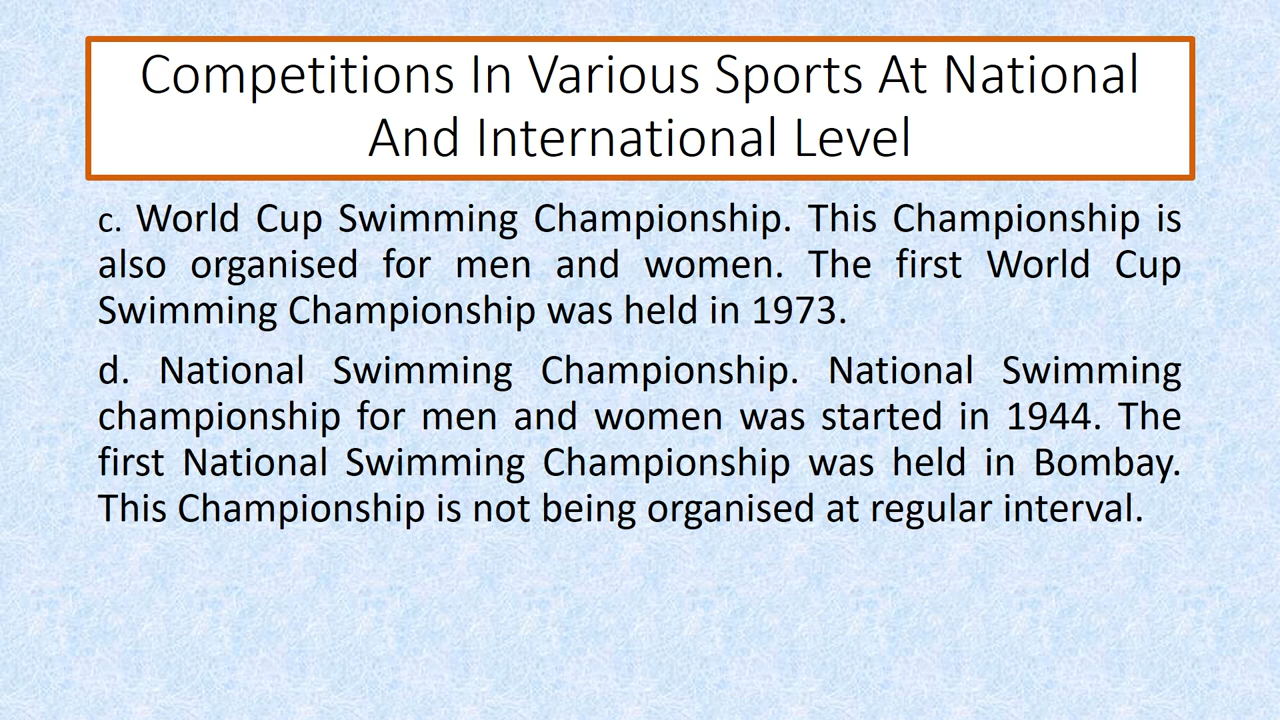 Competitions In Various Sports At National
And International Level
c. World Cup Swimming Championship. This Championship is
also organised for men and women. The first World Cup
Swimming Championship was held in 1973.
d. National Swimming Championship. National Swimming
championship for men and women was started in 1944. The
first National Swimming Championship was held in Bombay.
This Championship is not being organised at regular interval.